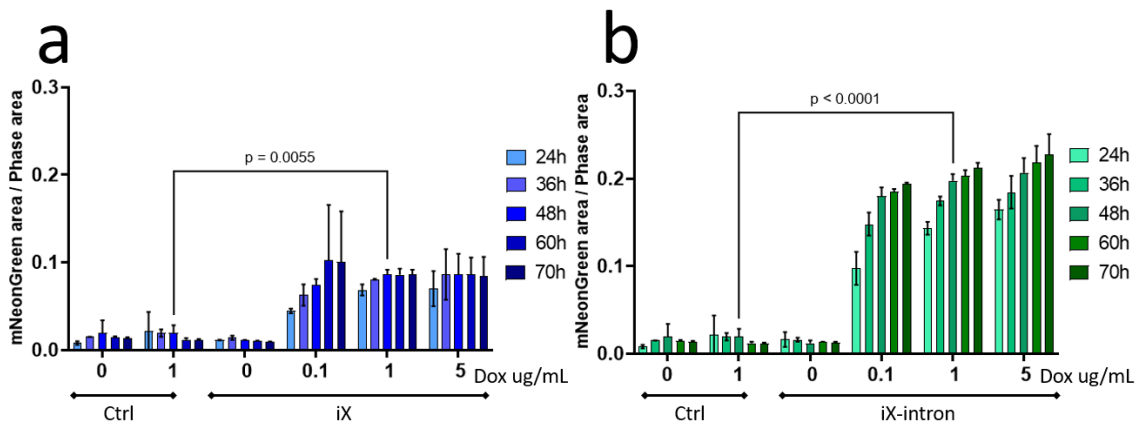 a
mNeonGreen area / Phase area
0.3
0.2
0.1
0.0
p = 0.0055
24h
36h
48h
60h
70h
0 1 0 0.1 1 5 Dox ug/mL
Ctrl iX
b
mNeonGreen area / Phase area
0.3
0.2
0.1
0.0
p < 0.0001
24h
36h
48h
60h
70h
0 1 0 0.1 1 5 Dox ug/mL
Ctrl iX-intron